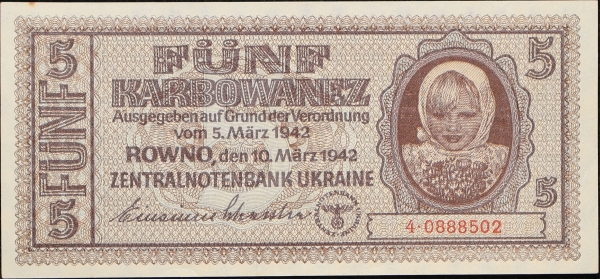 5 FÜNF 5
FÜNF
KARBOWANEZ
Ausgegeben auf Grund der Verordnung
vom 5. März 1942
ROWNO, den 10. März 1942
ZENTRALNOTENBANK UKRAINE
5
5
4·0888502